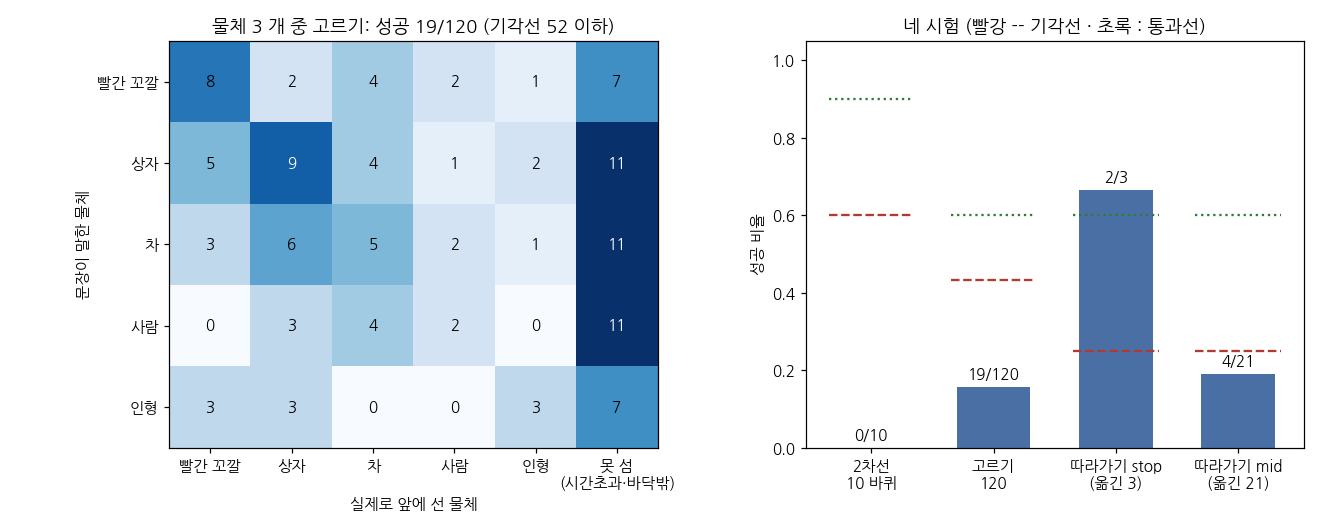 물체 3 개 중 고르기: 성공 19/120 (기각선 52 이하)
문장이 말한 물체
빨간 꼬깔 8 2 4 2 1 7
상자 5 9 4 1 2 11
차 3 6 5 2 1 11
사람 0 3 4 2 0 11
인형 3 3 0 0 3 7
빨간 꼬깔 상자 차 사람 인형 못 섬
(시간초과·바닥밖)
실제로 앞에 선 물체
네 시험 (빨강 -- 기각선 · 초록 : 통과선)
성공 비율
1.0
0.8
0.6
0.4
0.2
0.0
0/10
19/120
2/3
4/21
2차선
10 바퀴
고르기
120
따라가기 stop
(옮긴 3)
따라가기 mid
(옮긴 21)